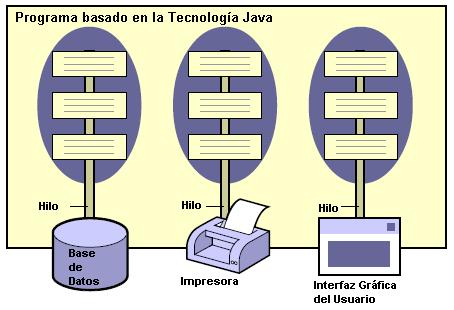 Programa basado en la Tecnología Java
Hilo
Hilo
Hilo
Base
de
Datos
Impresora
Interfaz Gráfica
del Usuario